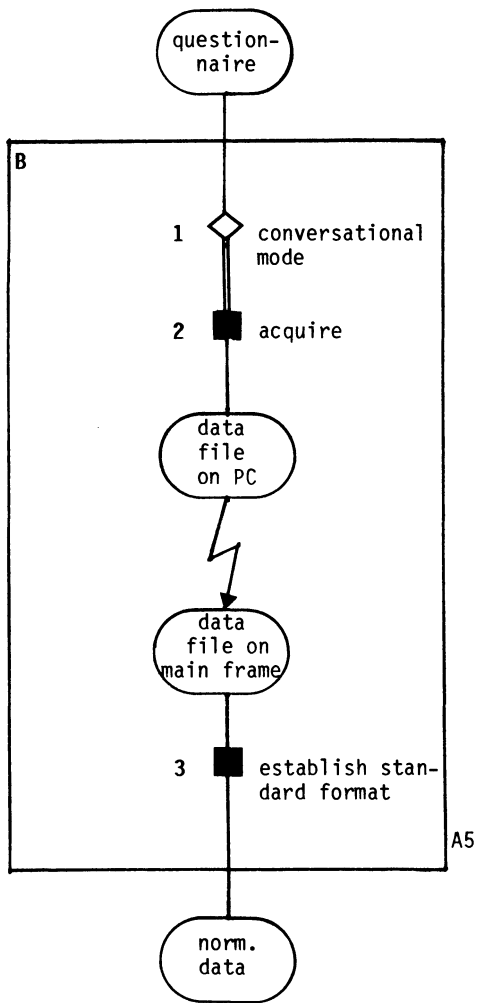 question-
naire
B
1 conversational
mode
2 acquire
data
file
on PC
data
file on
main frame
3 establish stan-
dard format
A5
norm.
data